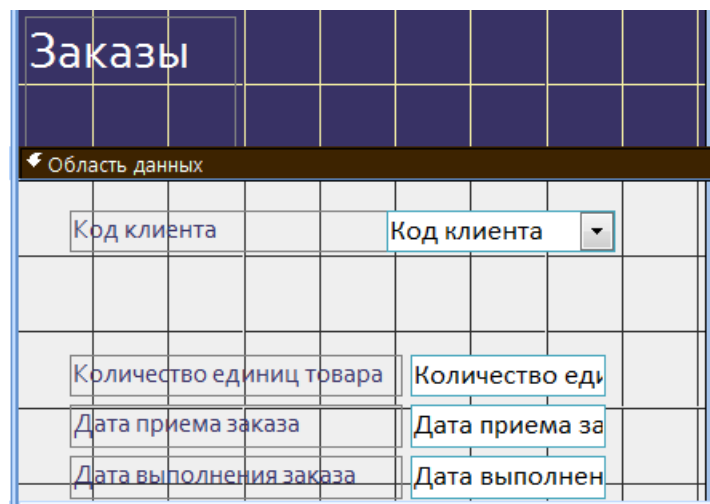 Заказы
Область данных
Код клиента Код клиента
Количество единиц товара Количество еди
Дата приема заказа Дата приема за
Дата выполнения заказа Дата выполнен